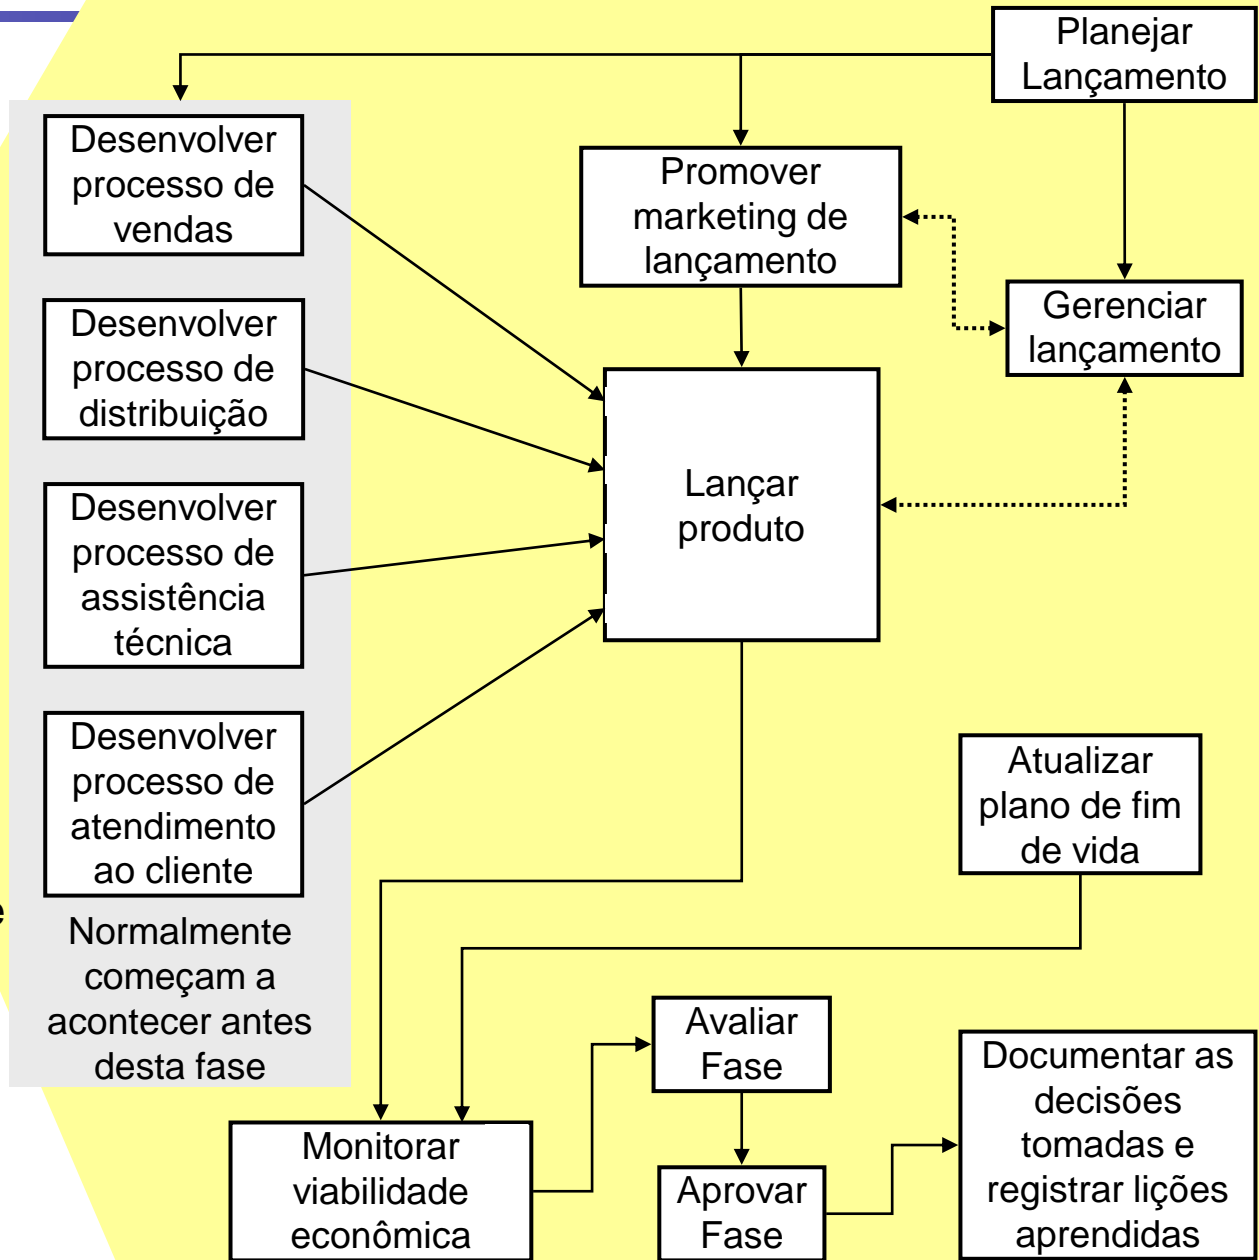 Planejar
Lançamento
Desenvolver
processo de
vendas
Promover
marketing de
lançamento
Gerenciar
lançamento
Desenvolver
processo de
distribuição
Lançar
produto
Desenvolver
processo de
assistência
técnica
Desenvolver
processo de
atendimento
ao cliente
Atualizar
plano de fim
de vida
e
Normalmente
começam a
acontecer antes
desta fase
Avaliar
Fase
Documentar as
decisões
tomadas e
registrar lições
aprendidas
Monitorar
viabilidade
econômica
Aprovar
Fase